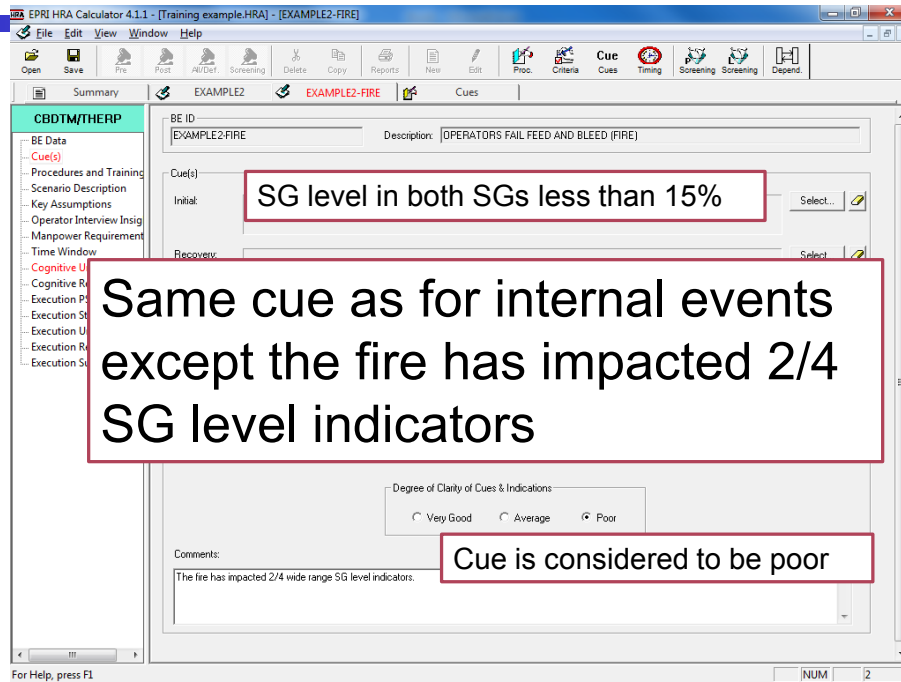 EPRI HRA Calculator 4.1.1 - [Training example.HRA] - [EXAMPLE2-FIRE]
File Edit View Window Help
Open Save Pre Post All/Def. Screening Delete Copy Reports New Edit Proc. Criteria Cues Timing Screening Screening Depend.
Cue
Summary EXAMPLE2 EXAMPLE2-FIRE Cues
CBDTM/THERP
BE Data
Cue(s)
Procedures and Training
Scenario Description
Key Assumptions
Operator Interview Insig
Manpower Requirement
Time Window
Cognitive U
Cognitive Re
Execution PS
Execution St
Execution U
Execution Re
Execution Su
BE ID
EXAMPLE2-FIRE Description: OPERATORS FAIL FEED AND BLEED (FIRE)
Cue(s)
Initial: Select...
SG level in both SGs less than 15%
Recovery: Select
Same cue as for internal events
except the fire has impacted 2/4
SG level indicators
Degree of Clarity of Cues & Indications
Very Good Average Poor
Cue is considered to be poor
Comments:
The fire has impacted 2/4 wide range SG level indicators.
For Help, press F1 NUM 2